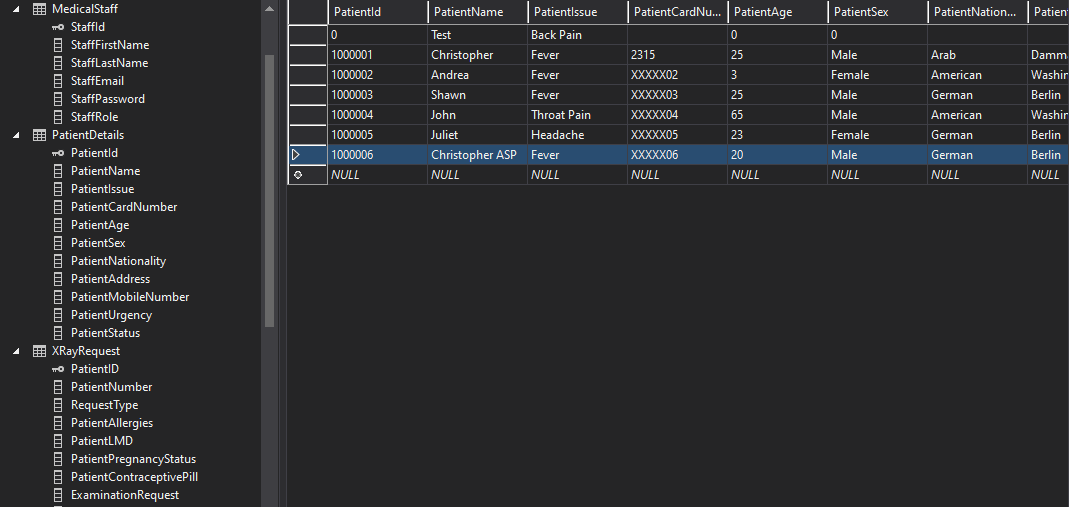 MedicalStaff
StaffId
StaffFirstName
StaffLastName
StaffEmail
StaffPassword
StaffRole
PatientDetails
PatientId
PatientName
PatientIssue
PatientCardNumber
PatientAge
PatientSex
PatientNationality
PatientAddress
PatientMobileNumber
PatientUrgency
PatientStatus
XRayRequest
PatientID
PatientNumber
RequestType
PatientAllergies
PatientLMD
PatientPregnancyStatus
PatientContraceptivePill
ExaminationRequest
PatientId PatientName PatientIssue PatientCardNu... PatientAge PatientSex PatientNation... Patient
0 Test Back Pain 0 0
1000001 Christopher Fever 2315 25 Male Arab Damma
1000002 Andrea Fever XXXXX02 3 Female American Washin
1000003 Shawn Fever XXXXX03 25 Male German Berlin
1000004 John Throat Pain XXXXX04 65 Male American Washin
1000005 Juliet Headache XXXXX05 23 Female German Berlin
1000006 Christopher ASP Fever XXXXX06 20 Male German Berlin
NULL NULL NULL NULL NULL NULL NULL NULL